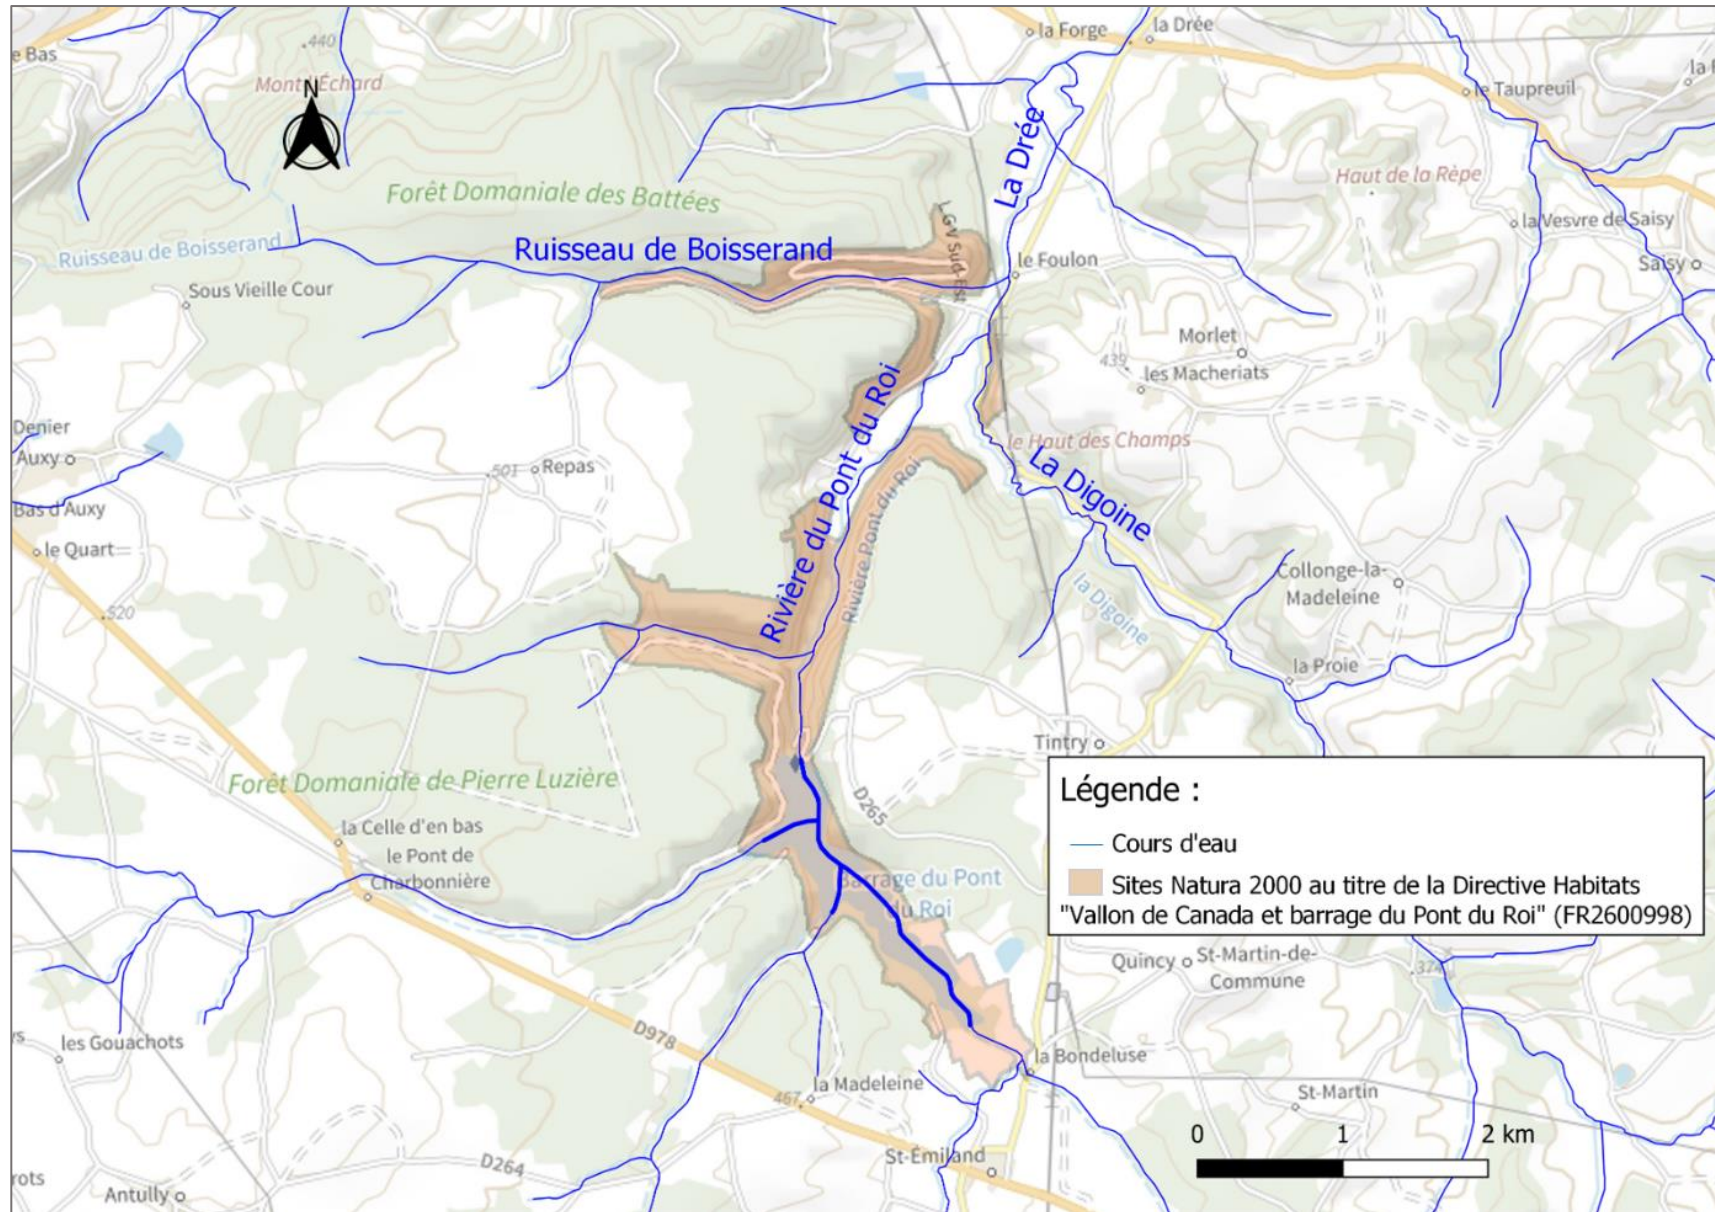 la Forge
la Drée
e Bas
440
Mont d'Échard
N
le Taupreuil
La Drée
Forêt Domaniale des Battées
Haut de la Rèpe
la Vesvre de Saisy
Ruisseau de Boisserand
Ruisseau de Boisserand
LGV Sud-Est
le Foulon
Saisy
Sous Vieille Cour
Morlet
439
les Macheriats
Rivière du Pont du Roi
Denier
Auxy
501
Repas
le Haut des Champs
La Digoine
Rivière Pont du Roi
Bas d'Auxy
le Quart
la Digoine
Collonge-la-
Madeleine
520
la Proie
Tintry
Forêt Domaniale de Pierre Luzière
D265
la Celle d'en bas
le Pont de
Charbonnière
Barrage du Pont
du Roi
Légende :
Cours d'eau
Sites Natura 2000 au titre de la Directive Habitats
"Vallon de Canada et barrage du Pont du Roi" (FR2600998)
Quincy
St-Martin-de-
Commune
374
les Gouachots
D978
la Bondeluse
la Madeleine
467
St-Martin
0 1 2 km
St-Émiland
D264
rots
Antully